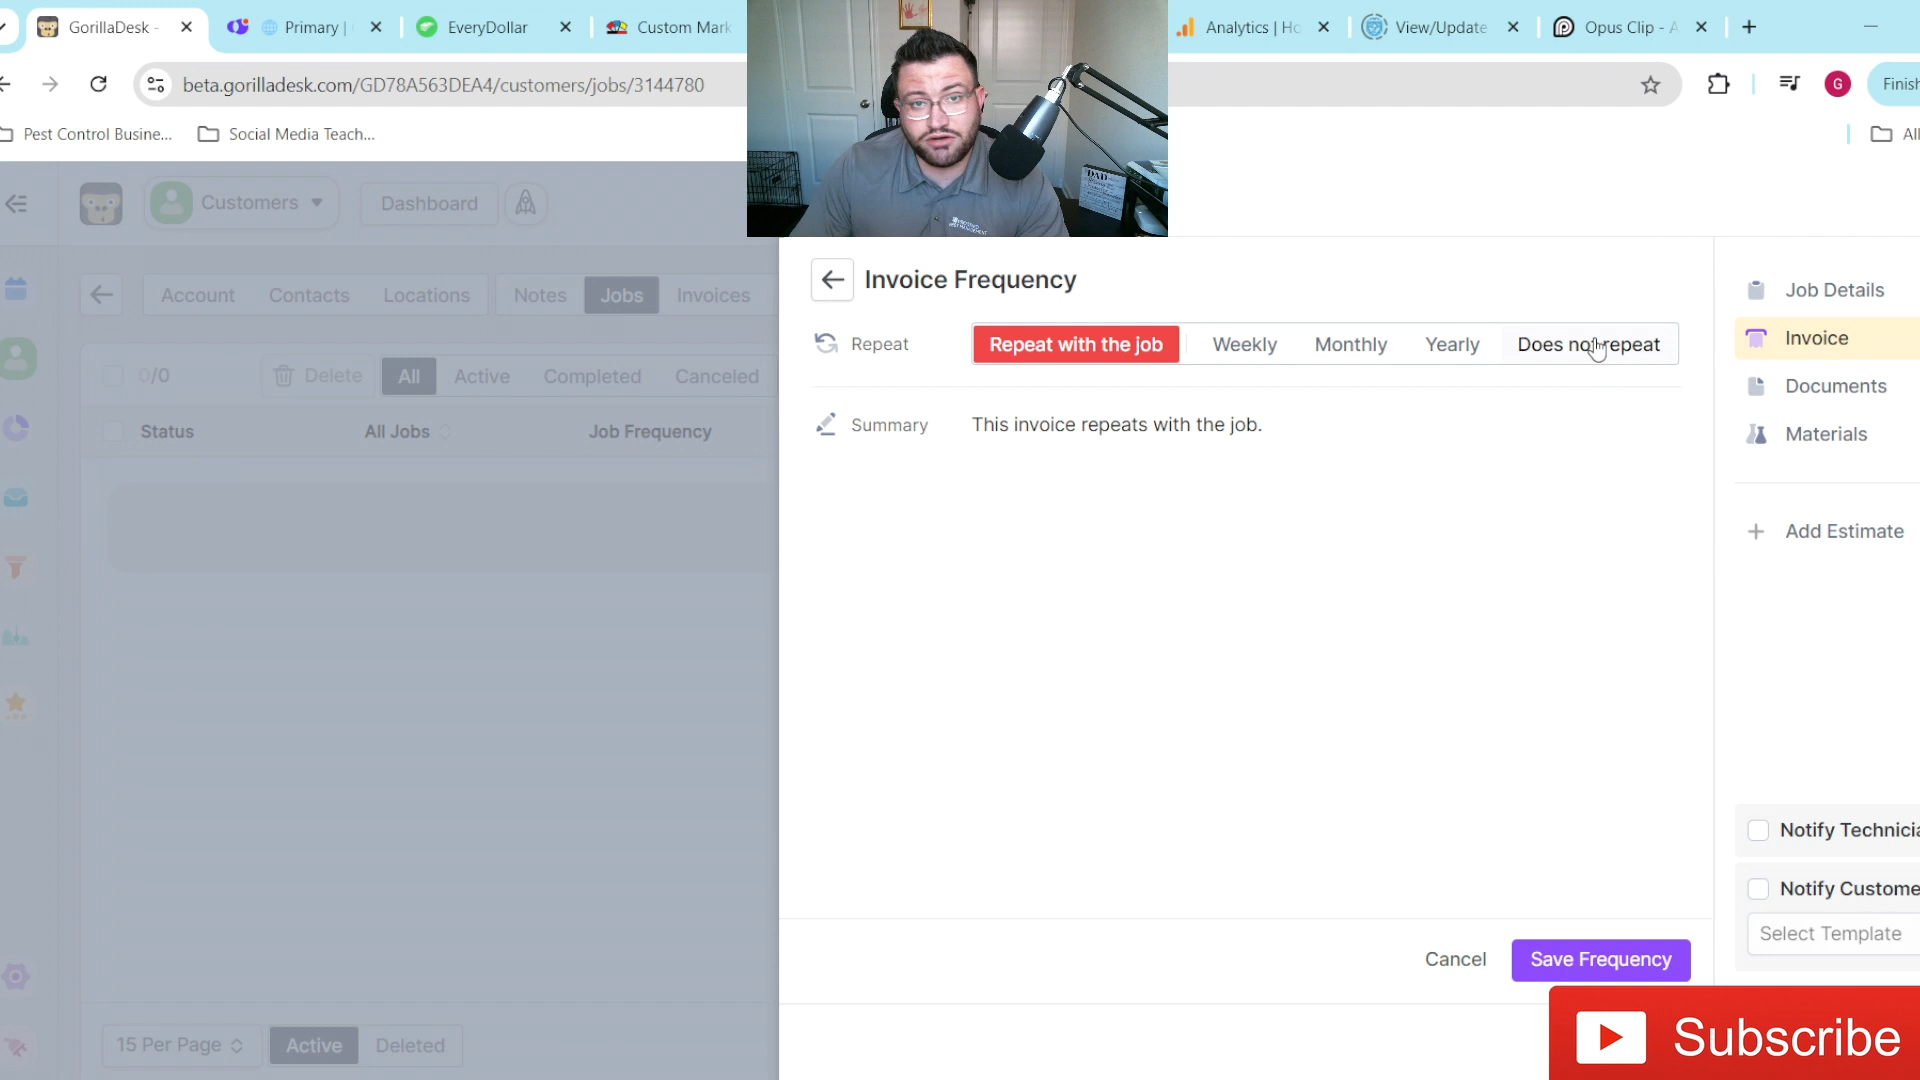 GorillaDesk -
Primary |
EveryDollar
Custom Mark
Analytics | Ho
View/Update
Opus Clip - A
beta.gorilladesk.com/GD78A563DEA4/customers/jobs/3144780
G
Finish
Pest Control Busine...
Social Media Teach...
All
DAD
Customers
Dashboard
Account
Contacts
Locations
Notes
Jobs
Invoices
0/0
Delete
All
Active
Completed
Canceled
Status
All Jobs
Job Frequency
15 Per Page
Active
Deleted
Invoice Frequency
Repeat
Repeat with the job
Weekly
Monthly
Yearly
Does not repeat
Summary
This invoice repeats with the job.
Cancel
Save Frequency
Job Details
Invoice
Documents
Materials
Add Estimate
Notify Technicia
Notify Custome
Select Template
Subscribe